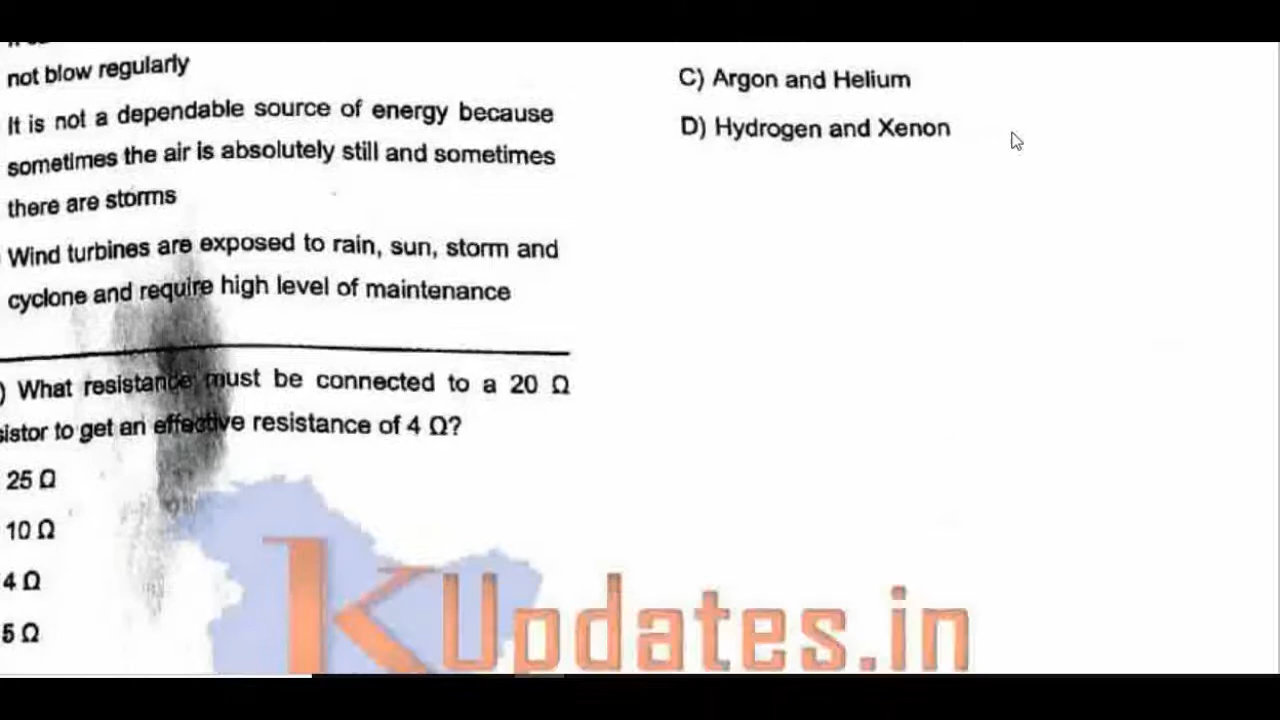 not blow regularly
It is not a dependable source of energy because
sometimes the air is absolutely still and sometimes
there are storms
Wind turbines are exposed to rain, sun, storm and
cyclone and require high level of maintenance
) What resistance must be connected to a 20 Ω
sistor to get an effective resistance of 4 Ω?
25 Ω
10 Ω
4 Ω
5 Ω
C) Argon and Helium
D) Hydrogen and Xenon
KUpdates.in